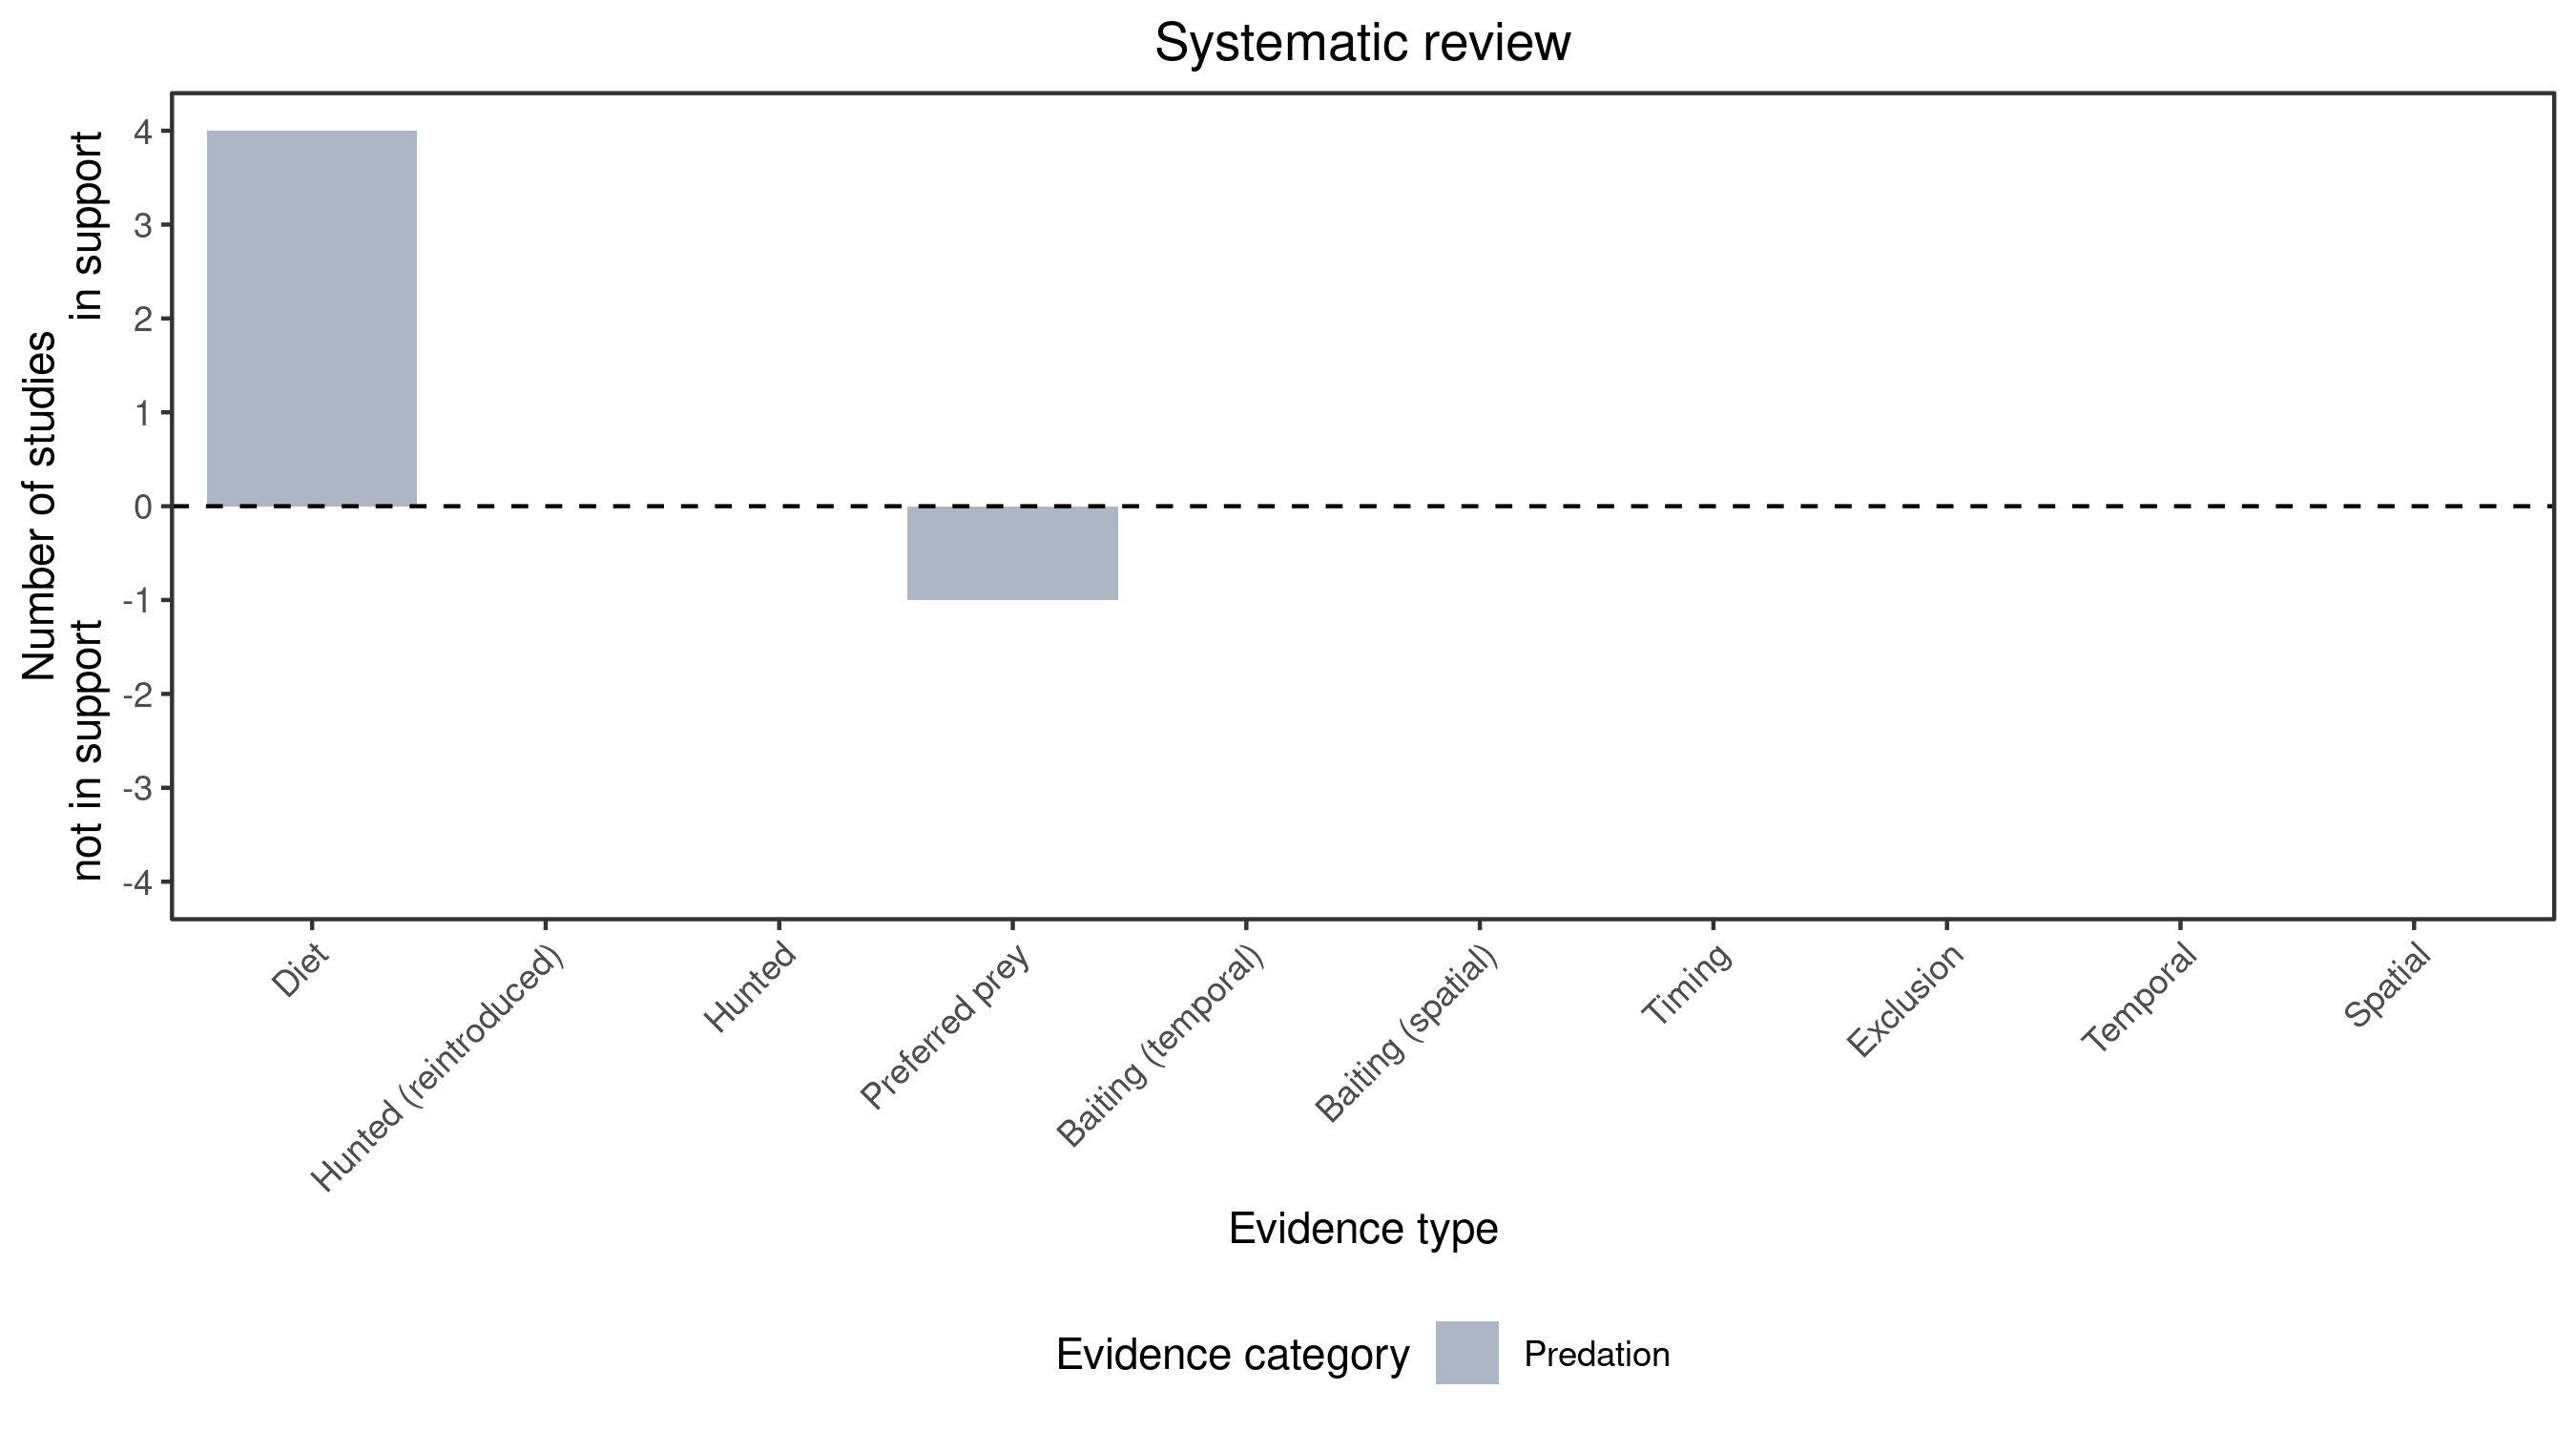 Systematic review
Number of studies
not in support in support
4
3
2
1
0
-1
-2
-3
-4
Diet
Hunted (reintroduced)
Hunted
Preferred prey
Baiting (temporal)
Baiting (spatial)
Timing
Exclusion
Temporal
Spatial
Evidence type
Evidence category Predation